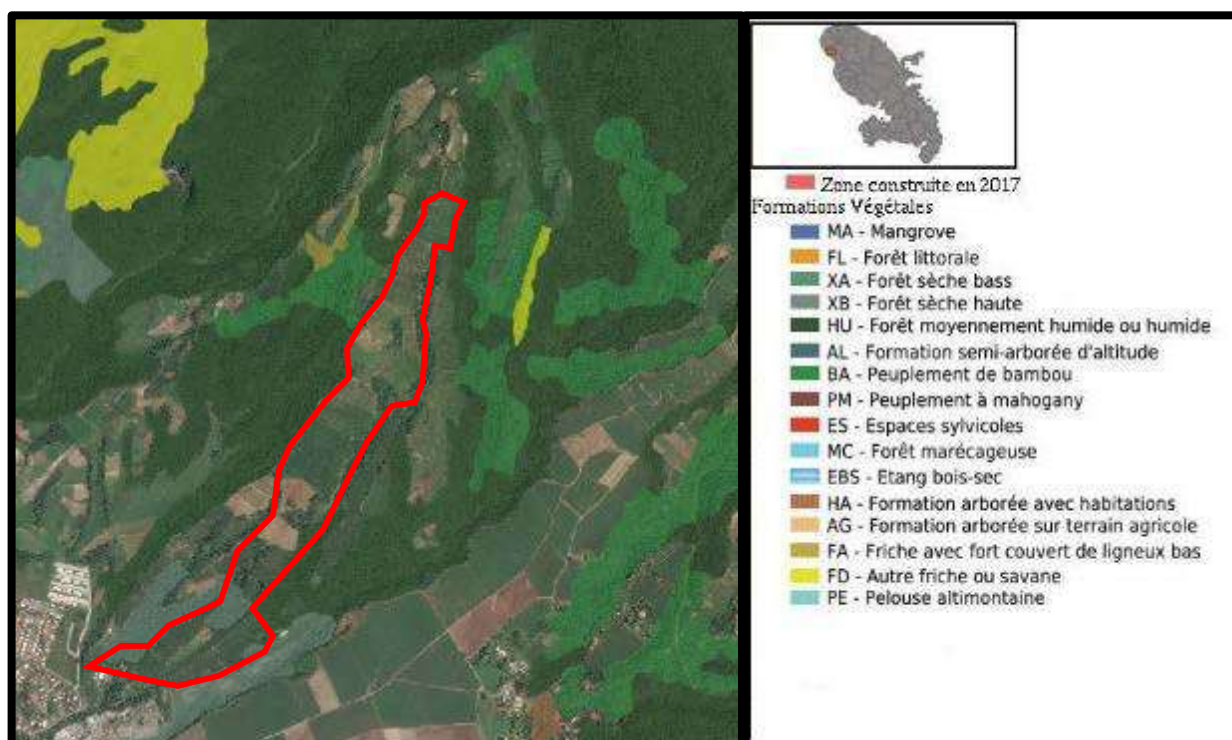 Zone construite en 2017
Formations Végétales
MA - Mangrove
FL - Forêt littorale
XA - Forêt sèche bass
XB - Forêt sèche haute
HU - Forêt moyennement humide ou humide
AL - Formation semi-arborée d'altitude
BA - Peuplement de bambou
PM - Peuplement à mahogany
ES - Espaces sylvicoles
MC - Forêt marécageuse
EBS - Etang bois-sec
HA - Formation arborée avec habitations
AG - Formation arborée sur terrain agricole
FA - Friche avec fort couvert de ligneux bas
FD - Autre friche ou savane
PE - Pelouse altimontaine